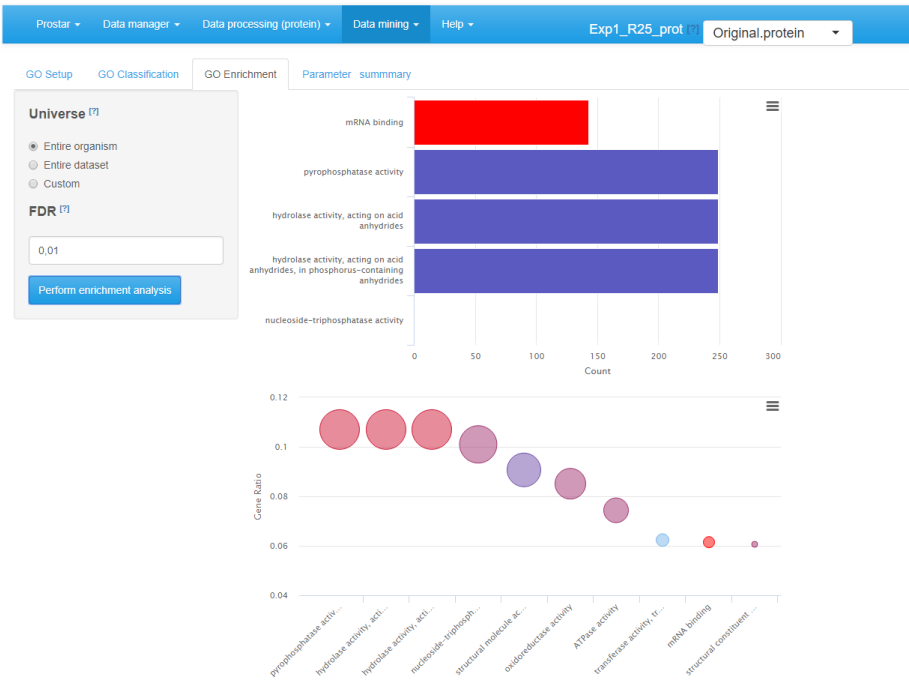 Prostar Data manager Data processing (protein) Data mining Help Exp1_R25_prot [?] Original.protein
GO Setup GO Classification GO Enrichment Parameter summmary
Universe [?]
Entire organism
Entire dataset
Custom
FDR [?]
0,01
Perform enrichment analysis
mRNA binding
pyrophosphatase activity
hydrolase activity, acting on acid
anhydrides
hydrolase activity, acting on acid
anhydrides, in phosphorus-containing
anhydrides
nucleoside-triphosphatase activity
0 50 100 150 200 250 300
Count
0.12
0.1
0.08
0.06
0.04
Gene Ratio
pyrophosphatase activ...
hydrolase activity, acti...
hydrolase activity, acti...
nucleoside-triphosph...
structural molecule ac...
oxidoreductase activity
ATPase activity
transferase activity, tr...
mRNA binding
structural constituent ...